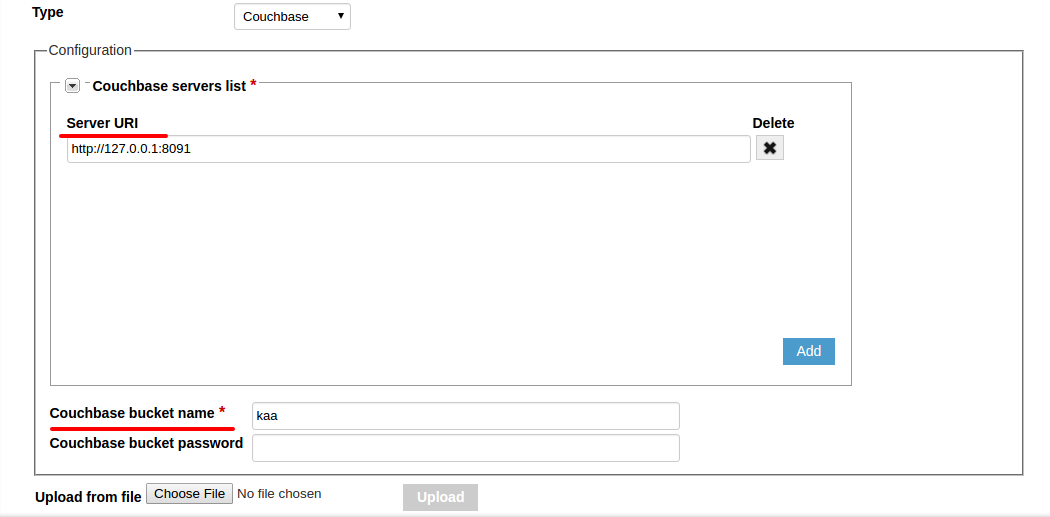 Type Couchbase
Configuration
Couchbase servers list *
Server URI Delete
http://127.0.0.1:8091
Add
Couchbase bucket name * kaa
Couchbase bucket password
Upload from file Choose File No file chosen Upload